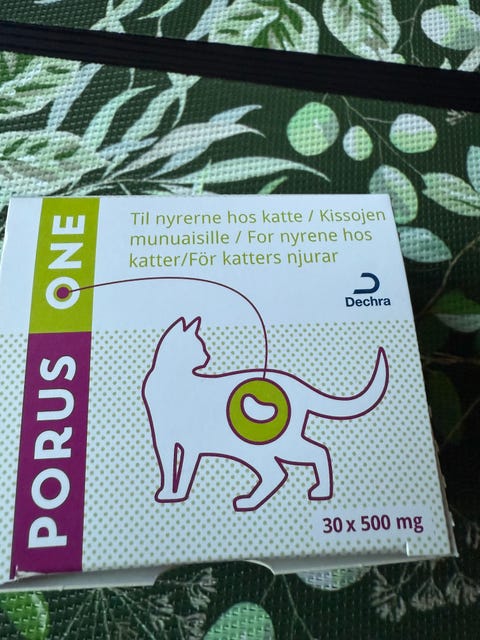 PORUS ONE
Til nyrerne hos katte / Kissojen
munuaisille / For nyrene hos
katter/För katters njurar
Dechra
30 x 500 mg